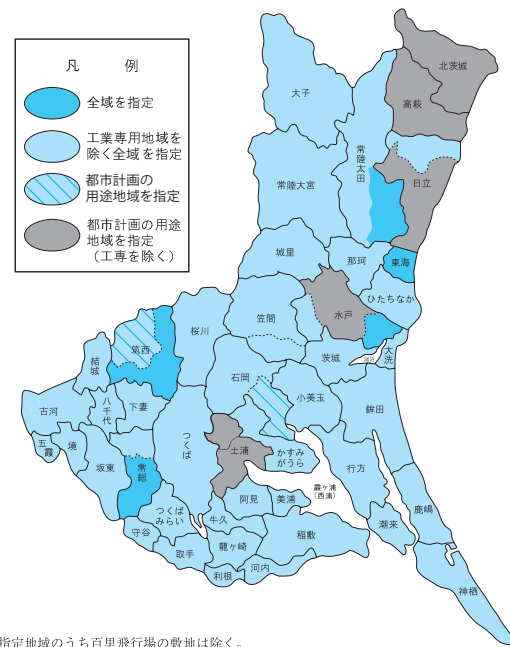 凡 例
全域を指定
工業専用地域を
除く全域を指定
都市計画の
用途地域を指定
都市計画の用途
地域を指定
（工専を除く）
北茨城
大子
高萩
常陸太田
日立
常陸大宮
城里
那珂
東海
ひたちなか
笠間
水戸
桜川
筑西
茨城
大洗
結城
石岡
小美玉
鉾田
古河
八千代
下妻
つくば
土浦
かすみ
がうら
五霞
境
坂東
常総
行方
霞ヶ浦
(西浦)
阿見
美浦
つくば
みらい
牛久
稲敷
潮来
鹿嶋
守谷
取手
龍ヶ崎
河内
利根
神栖
指定地域のうち百里飛行場の敷地は除く。